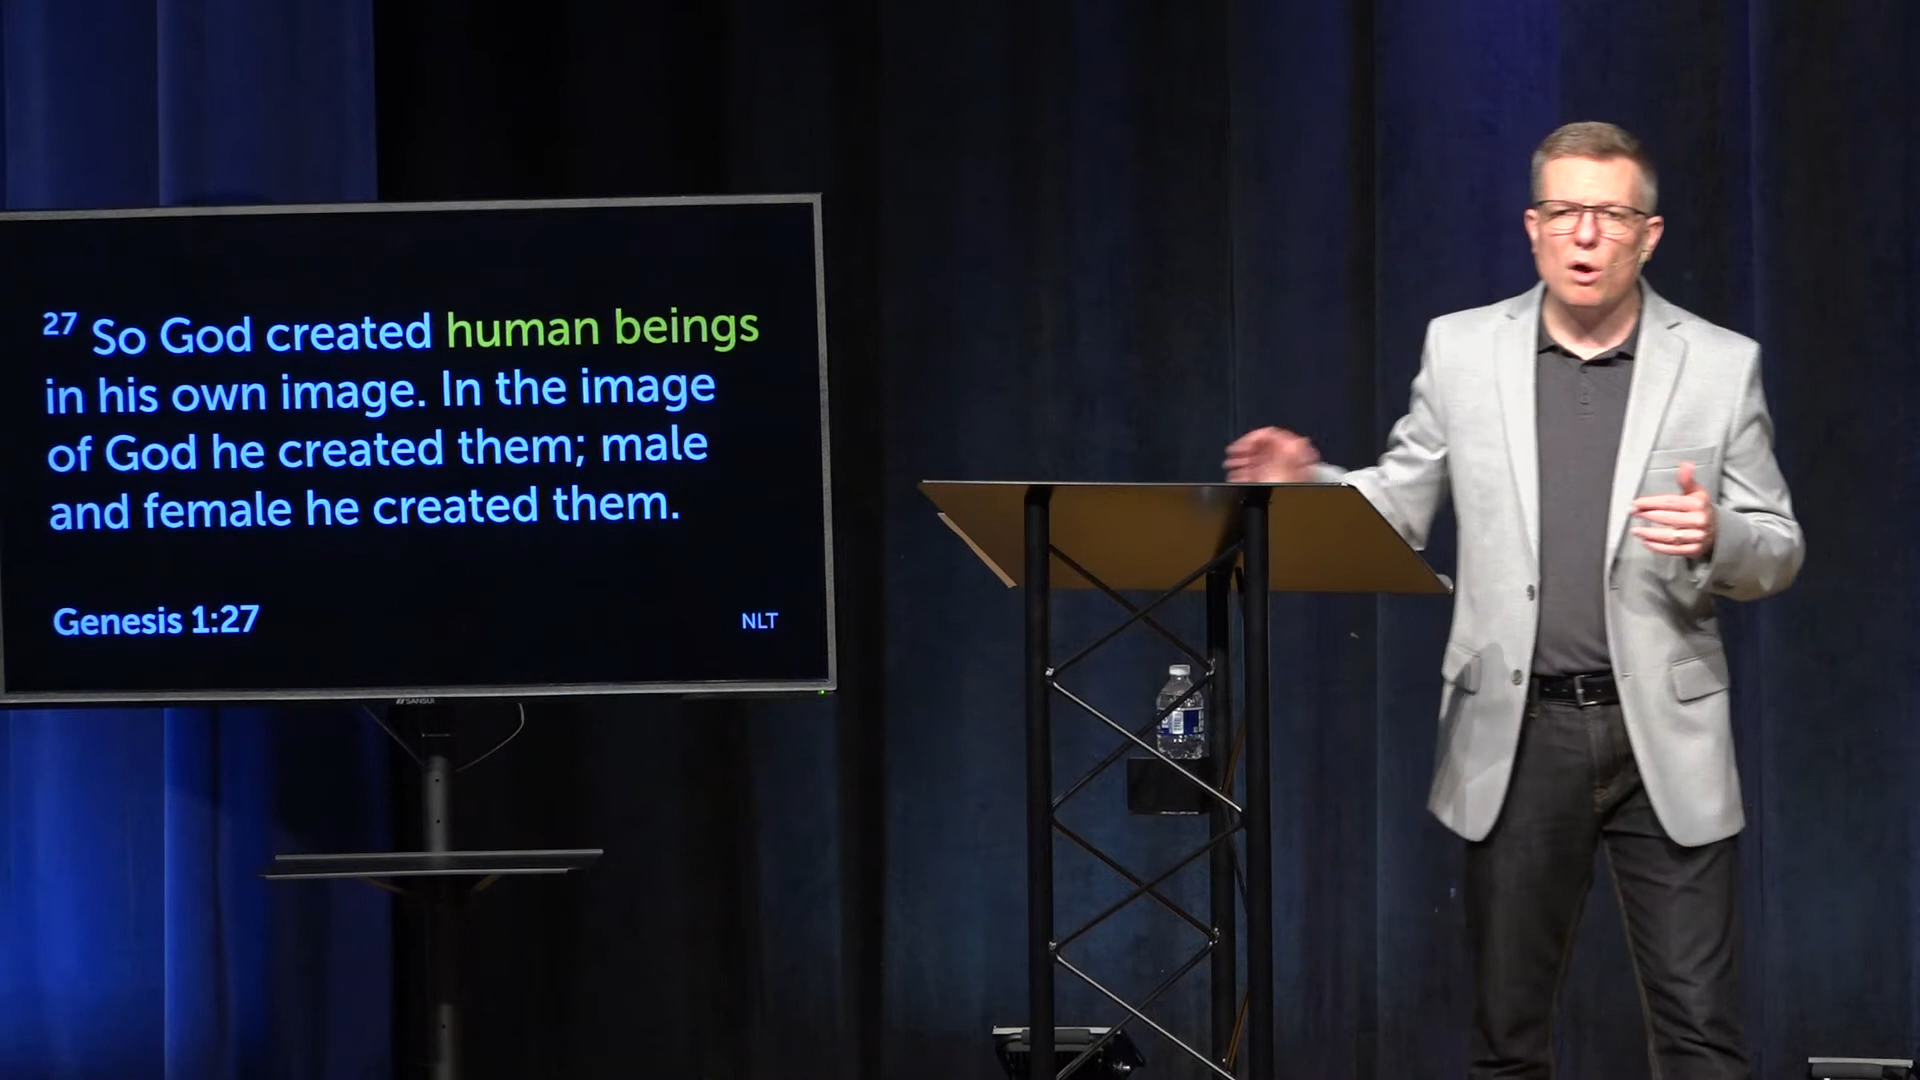 27 So God created human beings
in his own image. In the image
of God he created them; male
and female he created them.
Genesis 1:27
NLT
SANSUI